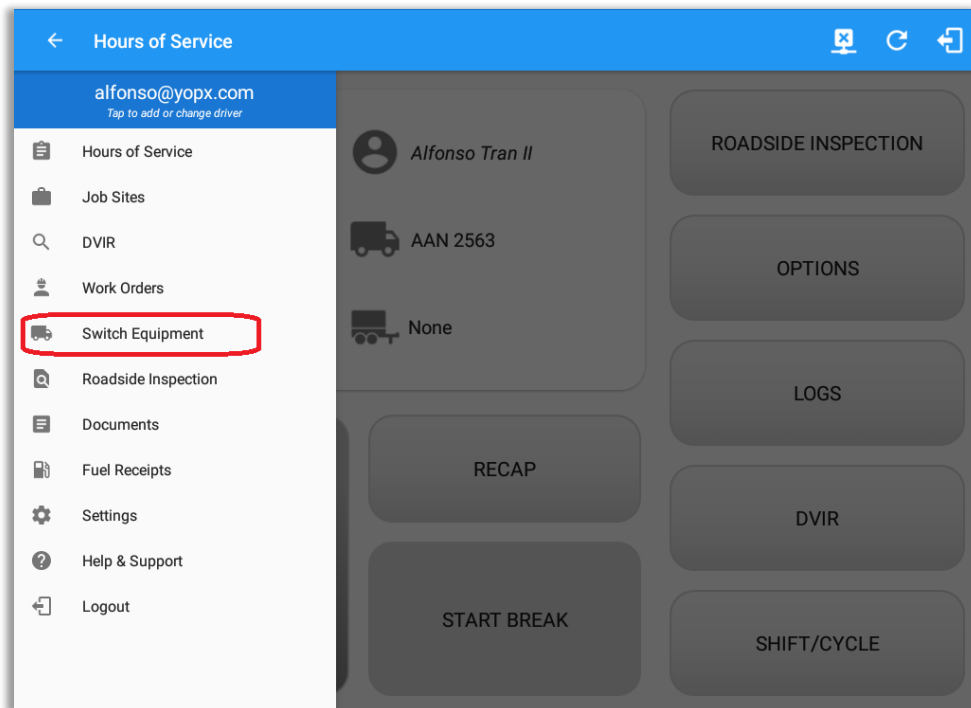 Hours of Service
alfonso@yopx.com
Tap to add or change driver
Hours of Service
Job Sites
DVIR
Work Orders
Switch Equipment
Roadside Inspection
Documents
Fuel Receipts
Settings
Help & Support
Logout
Alfonso Tran II
AAN 2563
None
RECAP
START BREAK
ROADSIDE INSPECTION
OPTIONS
LOGS
DVIR
SHIFT/CYCLE